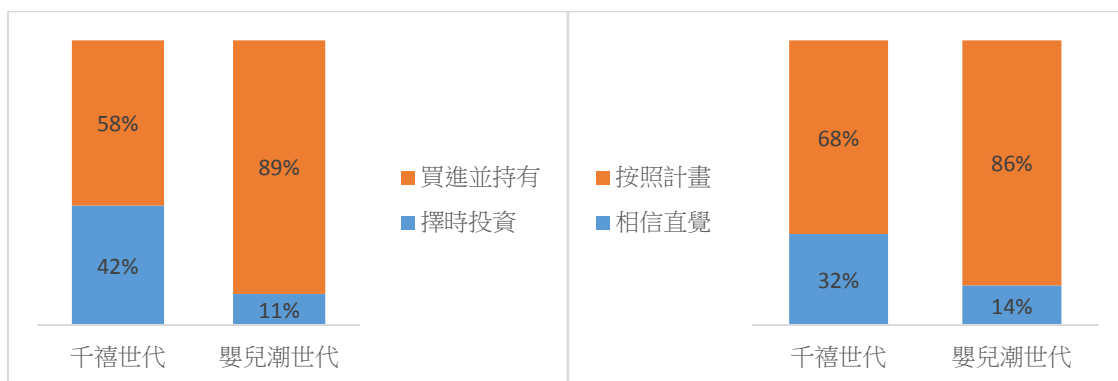 58%
89%
42%
11%
千禧世代
嬰兒潮世代
買進並持有
擇時投資
68%
86%
32%
14%
千禧世代
嬰兒潮世代
按照計畫
相信直覺